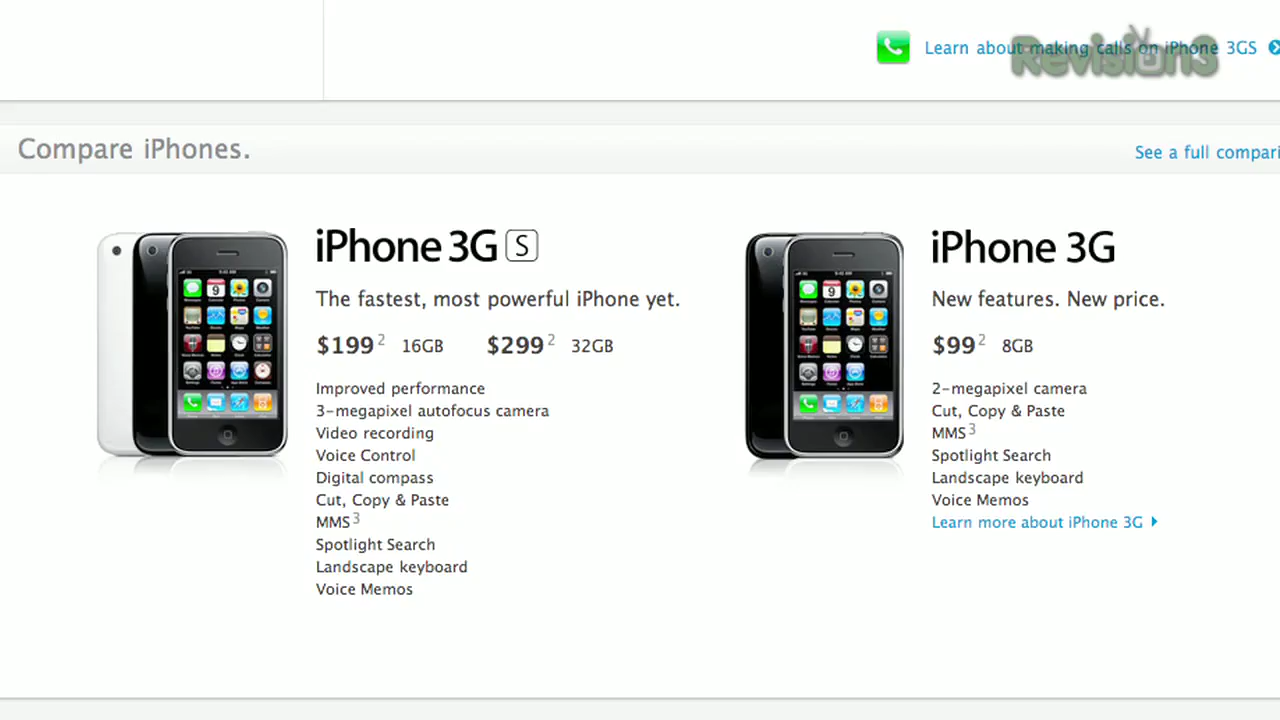 Learn about making calls on iPhone 3GS
Revision3
Compare iPhones.
See a full compari
iPhone 3G S
The fastest, most powerful iPhone yet.
$199 2 16GB $299 2 32GB
Improved performance
3-megapixel autofocus camera
Video recording
Voice Control
Digital compass
Cut, Copy & Paste
MMS 3
Spotlight Search
Landscape keyboard
Voice Memos
iPhone 3G
New features. New price.
$99 2 8GB
2-megapixel camera
Cut, Copy & Paste
MMS 3
Spotlight Search
Landscape keyboard
Voice Memos
Learn more about iPhone 3G